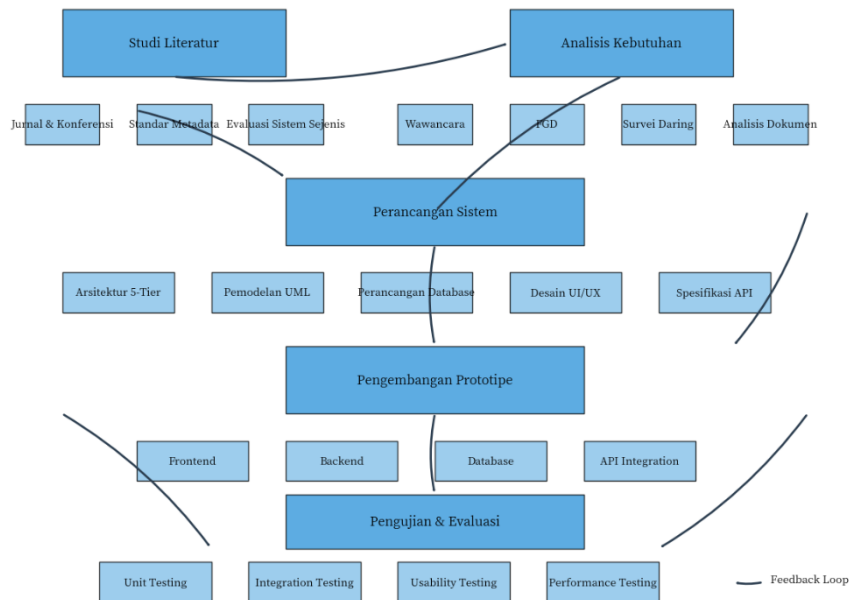 Studi Literatur
Analisis Kebutuhan
Jurnal & Konferensi
Standar Metadata
Evaluasi Sistem Sejenis
Wawancara
FGD
Survei Daring
Analisis Dokumen
Perancangan Sistem
Arsitektur 5-Tier
Pemodelan UML
Perancangan Database
Desain UI/UX
Spesifikasi API
Pengembangan Prototipe
Frontend
Backend
Database
API Integration
Pengujian & Evaluasi
Unit Testing
Integration Testing
Usability Testing
Performance Testing
Feedback Loop